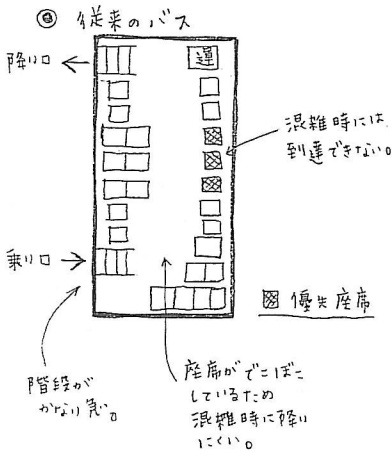 ◎ 従来のバス
降り口
運
混雑時には
到達できない。
乗り口
優先座席
階段が
かなり急。
座席がでこぼこ
しているため
混雑時に降り
にくい。